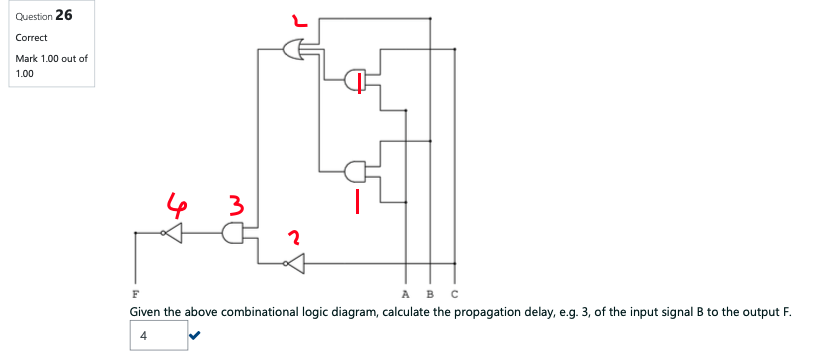 Question 26
Correct
Mark 1.00 out of
1.00
2
1
1
4 3
2
F A B C
Given the above combinational logic diagram, calculate the propagation delay, e.g. 3, of the input signal B to the output F.
4